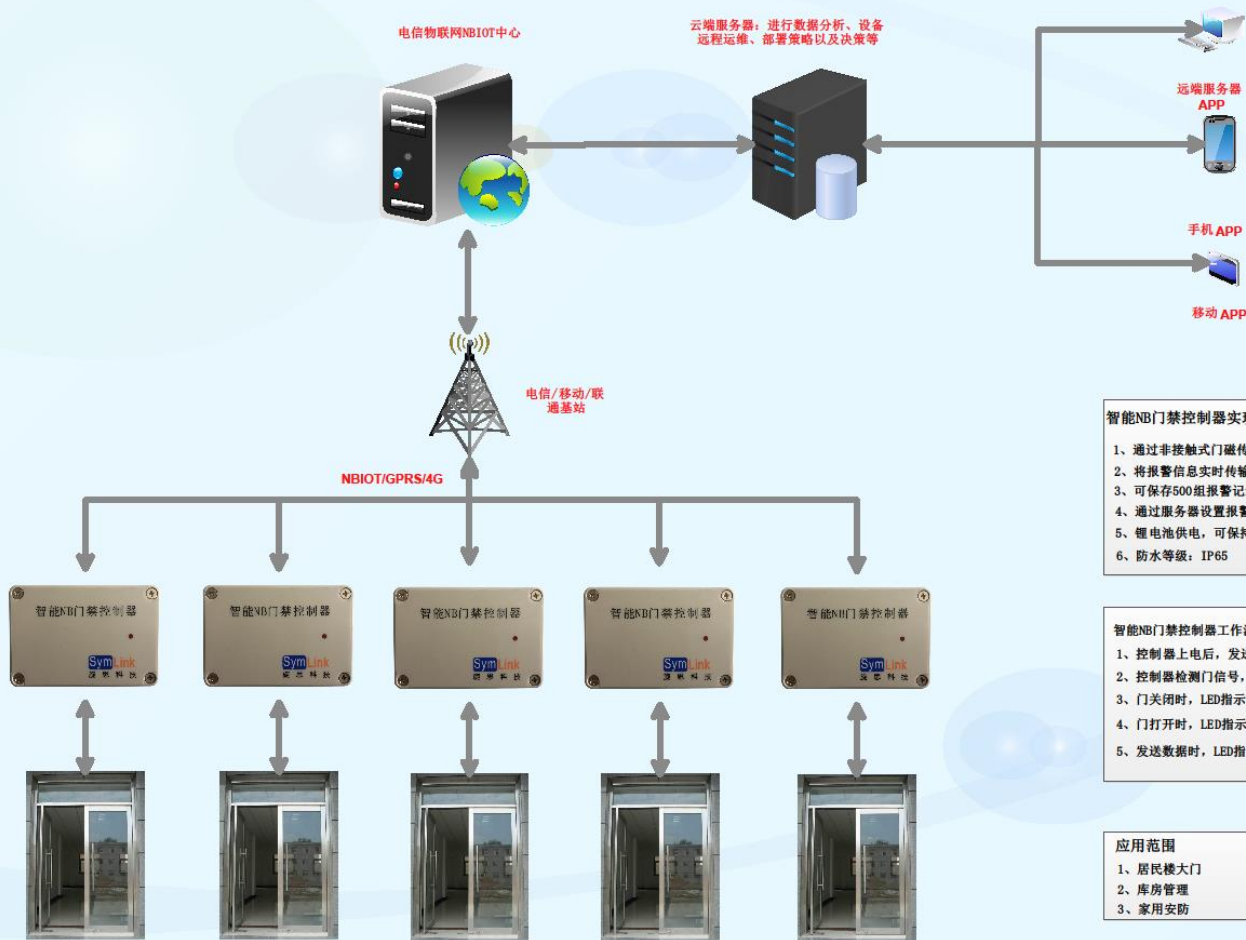 电信物联网NBIOT中心
云端服务器：进行数据分析、设备
远程运维、部署策略以及决策等
远端服务器
APP
手机APP
移动APP
电信/移动/联
通基站
NBIOT/GPRS/4G
智能NB门禁控制器
SymLink
智能NB门禁控制器
SymLink
智能NB门禁控制器
SymLink
智能NB门禁控制器
SymLink
智能NB门禁控制器
SymLink
智能NB门禁控制器实现
1、通过非接触式门磁传
2、将报警信息实时传输
3、可保存500组报警记
4、通过服务器设置报警
5、锂电池供电，可保持
6、防水等级：IP65
智能NB门禁控制器工作
1、控制器上电后，发送
2、控制器检测门信号，
3、门关闭时，LED指示
4、门打开时，LED指示
5、发送数据时，LED指
应用范围
1、居民楼大门
2、库房管理
3、家用安防